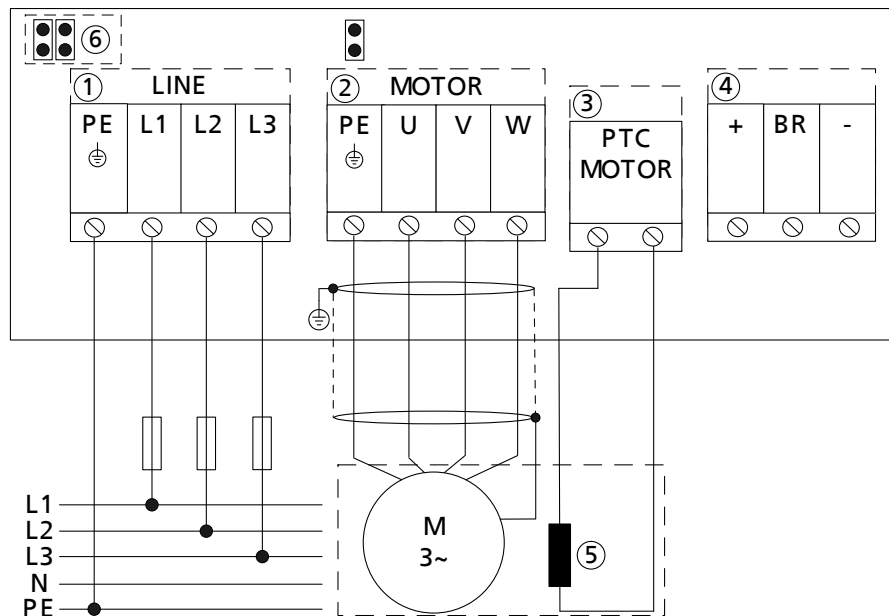 ⑥
① LINE
PE L1 L2 L3
② MOTOR
PE U V W
③
PTC
MOTOR
④
+ BR -
L1
L2
L3
N
PE
M
3~
⑤